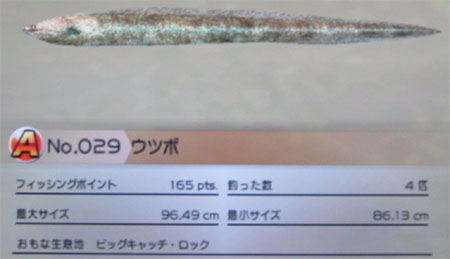 A No.029 ウツボ
フィッシングポイント 165 pts. 釣った数 4 匹
最大サイズ 96.49 cm 最小サイズ 86.13 cm
おもな生息地 ビッグキャッチ・ロック